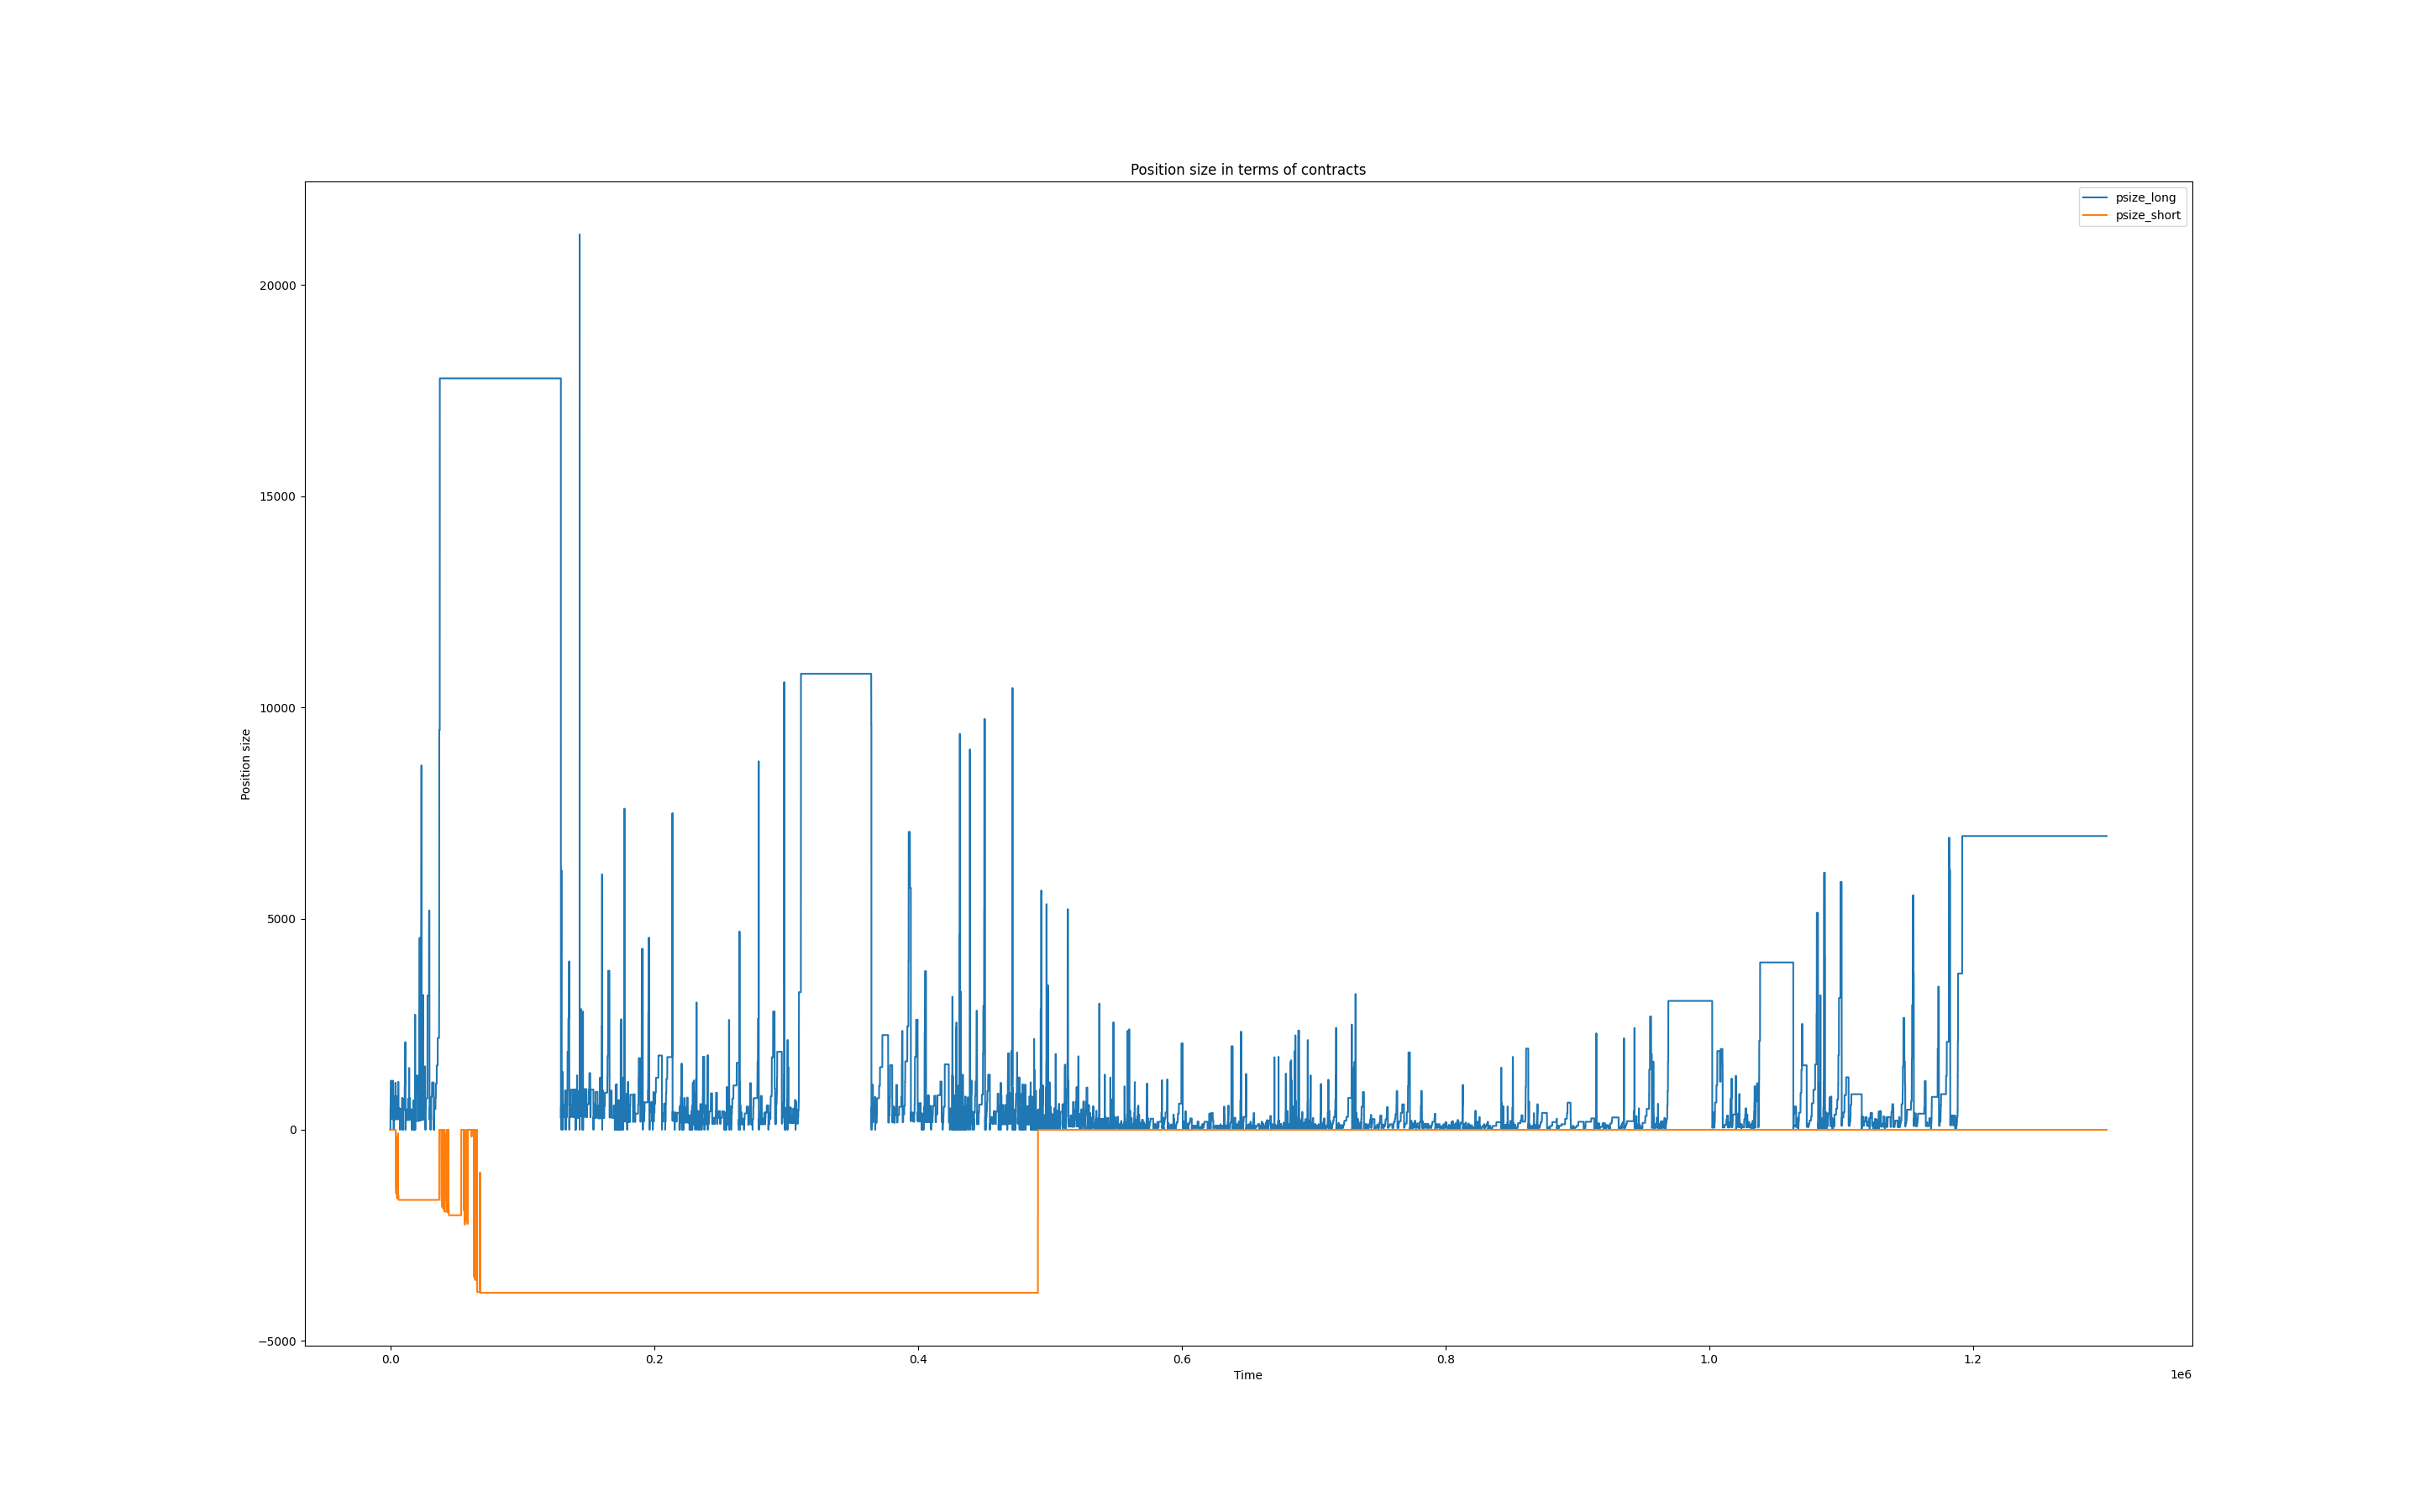 Position size in terms of contracts
psize_long
psize_short
20000
15000
10000
5000
0
−5000
Position size
0.0 0.2 0.4 0.6 0.8 1.0 1.2
Time
1e6